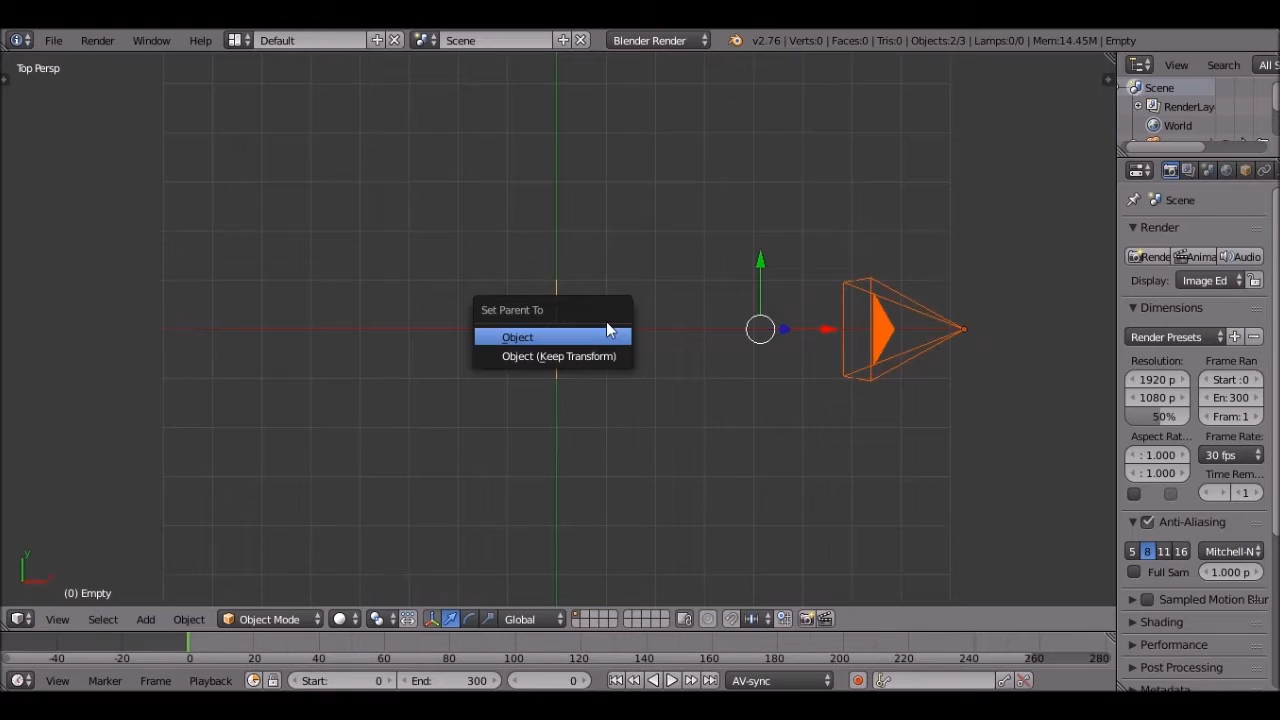 File Render Window Help Default Scene Blender Render v2.76 | Verts:0 | Faces:0 | Tris:0 | Objects:2/3 | Lamps:0/0 | Mem:14.45M | Empty
Top Persp
View Search All S
Scene
RenderLay
World
Scene
Render
Rende Anima Audio
Display: Image Ed
Dimensions
Render Presets
Resolution: Frame Ran
1920 p Start :0
1080 p En: 300
50% Fram: 1
Aspect Rat... Frame Rate:
: 1.000 30 fps
: 1.000 Time Rem...
1
Anti-Aliasing
5 8 11 16 Mitchell-N
Full Sam 1.000 p
Sampled Motion Blur
Shading
Performance
Post Processing
Metadata
Set Parent To
Object
Object (Keep Transform)
y
(0) Empty
View Select Add Object Object Mode Global
-40 -20 0 20 40 60 80 100 120 140 160 180 200 220 240 260 280
View Marker Frame Playback Start: 0 End: 300 0 AV-sync